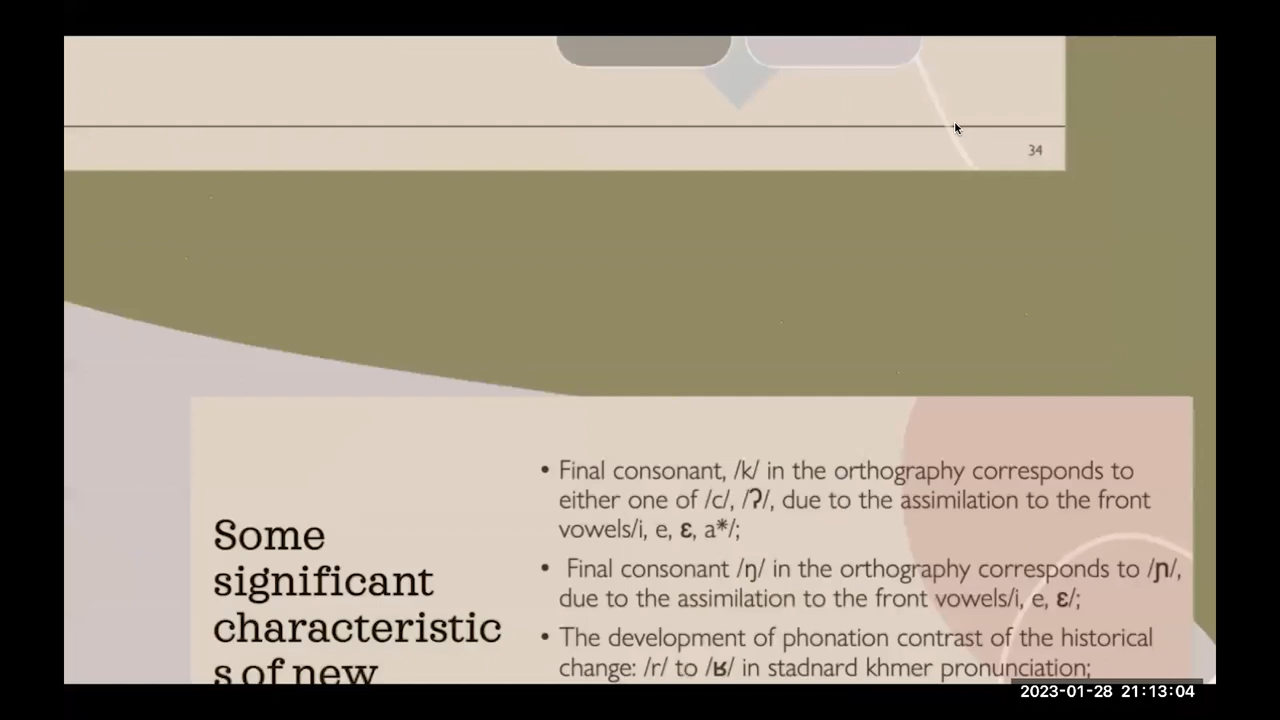 34
Some
significant
characteristic
s of new
• Final consonant, /k/ in the orthography corresponds to
either one of /c/, /ʔ/, due to the assimilation to the front
vowels/i, e, ɛ, a*/;
• Final consonant /ŋ/ in the orthography corresponds to /ɲ/,
due to the assimilation to the front vowels/i, e, ɛ/;
• The development of phonation contrast of the historical
change: /r/ to /ʁ/ in stadnard khmer pronunciation;
2023-01-28 21:13:04